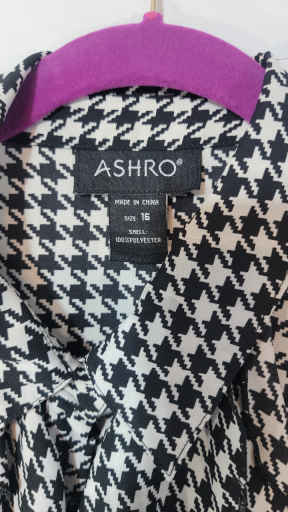 ASHRO®
MADE IN CHINA
SIZE: 16
SHELL:
100%POLYESTER